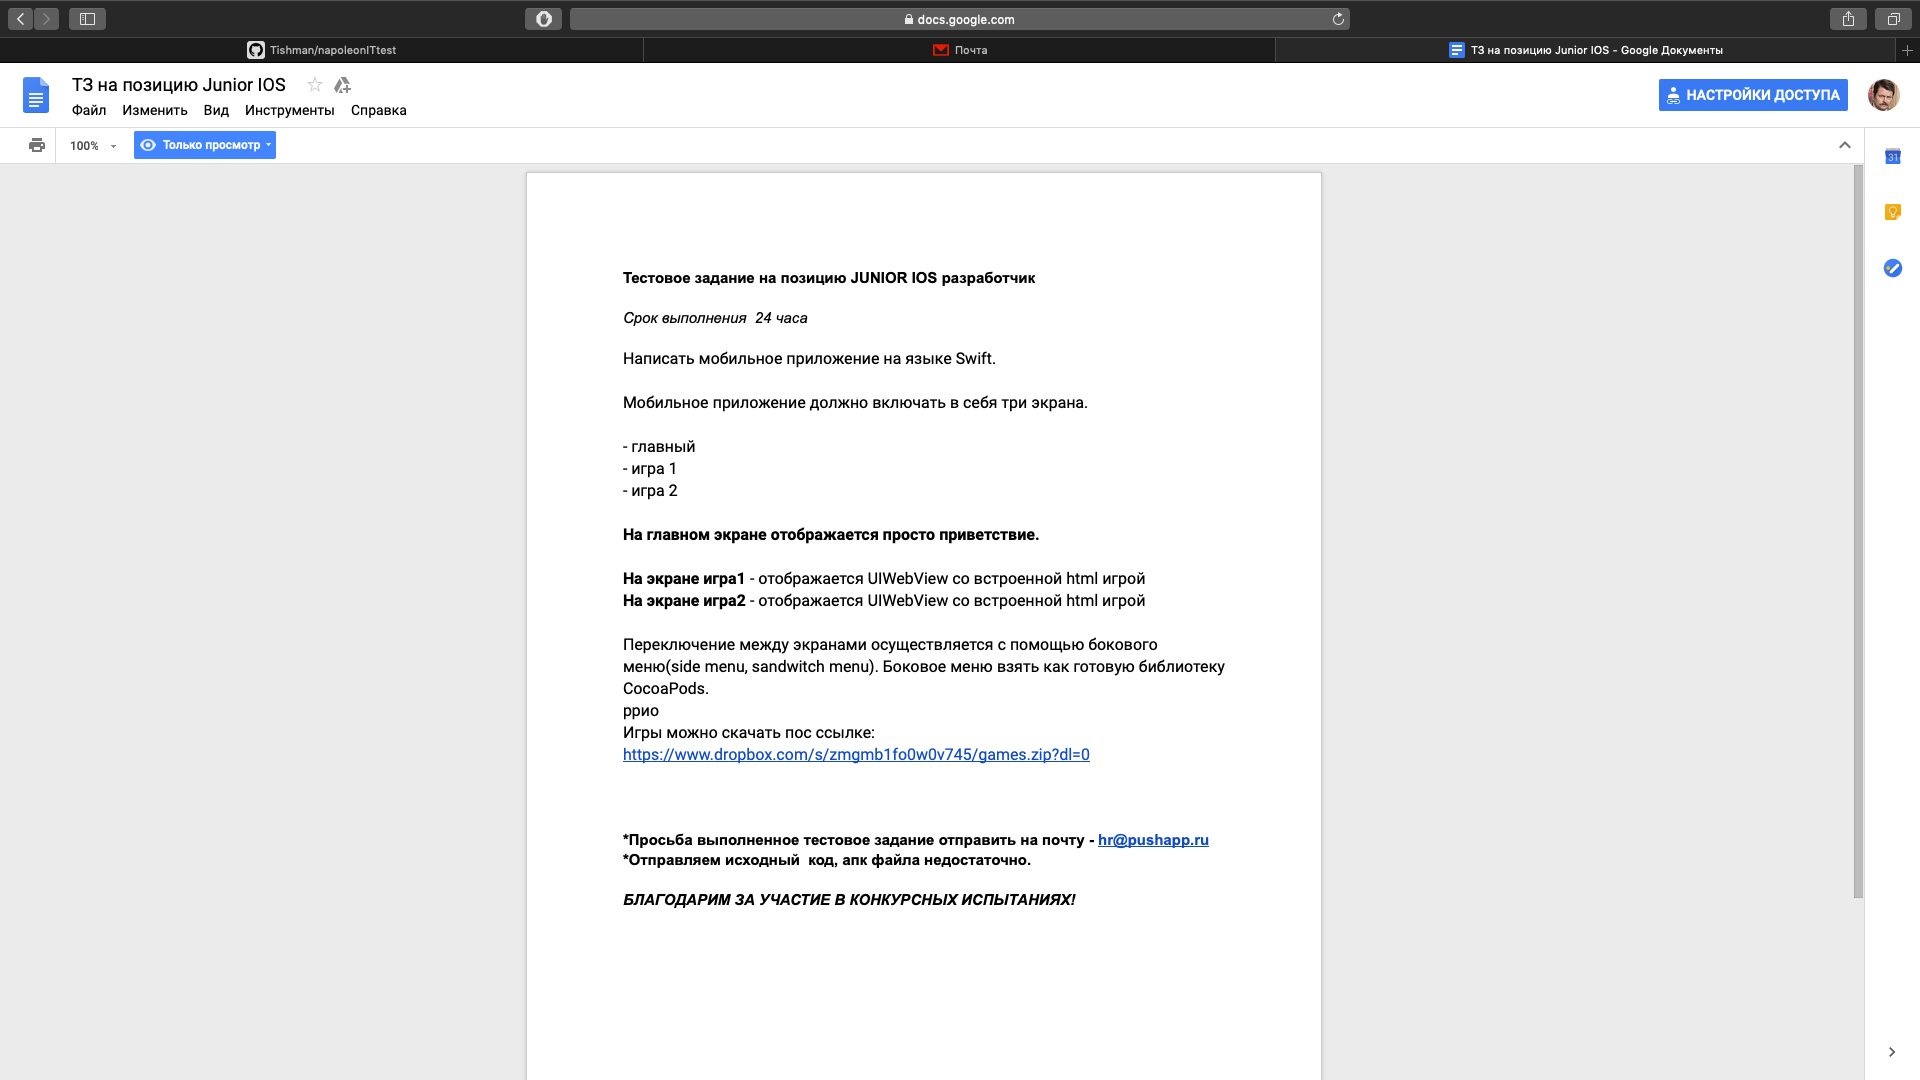 docs.google.com
Tishman/napoleonITtest
Почта
ТЗ на позицию Junior IOS - Google Документы
ТЗ на позицию Junior IOS
Файл Изменить Вид Инструменты Справка
НАСТРОЙКИ ДОСТУПА
100%
Только просмотр
31
Тестовое задание на позицию JUNIOR IOS разработчик
Срок выполнения 24 часа
Написать мобильное приложение на языке Swift.
Мобильное приложение должно включать в себя три экрана.
- главный
- игра 1
- игра 2
На главном экране отображается просто приветствие.
На экране игра1 - отображается UIWebView со встроенной html игрой
На экране игра2 - отображается UIWebView со встроенной html игрой
Переключение между экранами осуществляется с помощью бокового
меню(side menu, sandwitch menu). Боковое меню взять как готовую библиотеку
CocoaPods.
ррио
Игры можно скачать пос ссылке:
https://www.dropbox.com/s/zmgmb1fo0w0v745/games.zip?dl=0
*Просьба выполненное тестовое задание отправить на почту - hr@pushapp.ru
*Отправляем исходный код, апк файла недостаточно.
БЛАГОДАРИМ ЗА УЧАСТИЕ В КОНКУРСНЫХ ИСПЫТАНИЯХ!